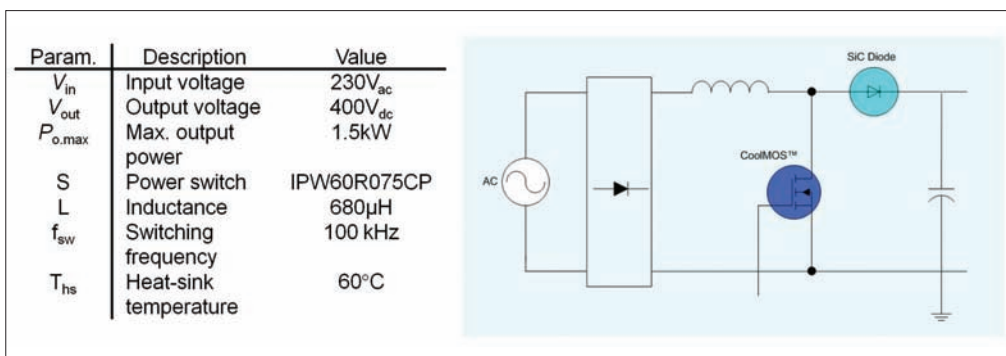 Param. Description Value
Vin Input voltage 230Vac
Vout Output voltage 400Vdc
Po.max Max. output 1.5kW
power
S Power switch IPW60R075CP
L Inductance 680µH
fsw Switching 100 kHz
frequency
Ths Heat-sink 60°C
temperature
SiC Diode
CoolMOS™
AC